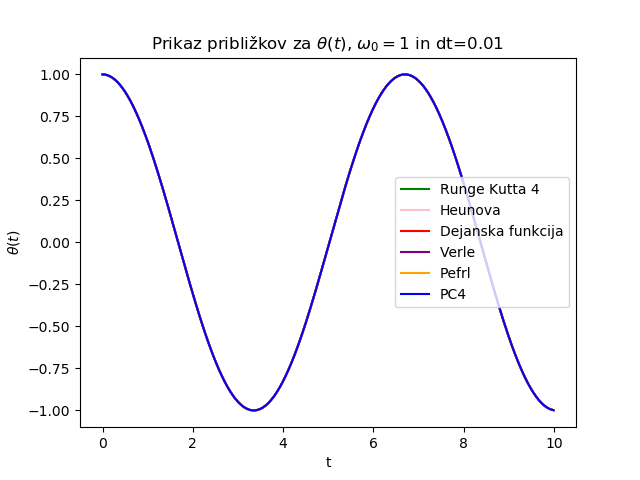 Prikaz približkov za θ(t), ω₀ = 1 in dt=0.01
1.00
0.75
0.50
0.25
0.00
−0.25
−0.50
−0.75
−1.00
θ(t)
Runge Kutta 4
Heunova
Dejanska funkcija
Verle
Pefrl
PC4
0 2 4 6 8 10
t